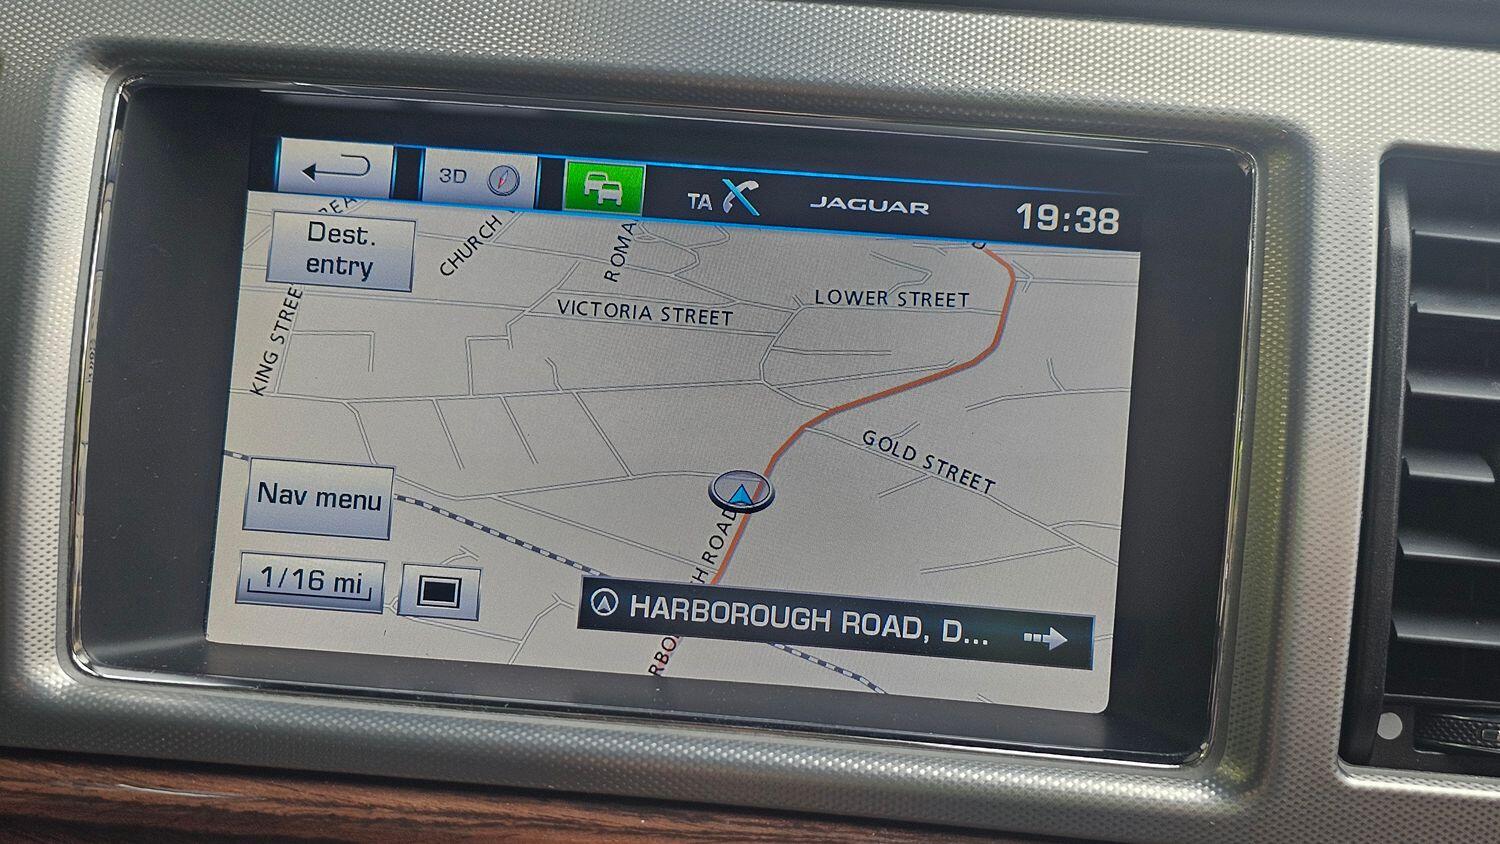 3D
TA
JAGUAR
19:38
Dest.
entry
CHURCH
ROMA
KING STREE
VICTORIA STREET
LOWER STREET
GOLD STREET
Nav menu
H ROAD
1/16 mi
HARBOROUGH ROAD, D...
RBO